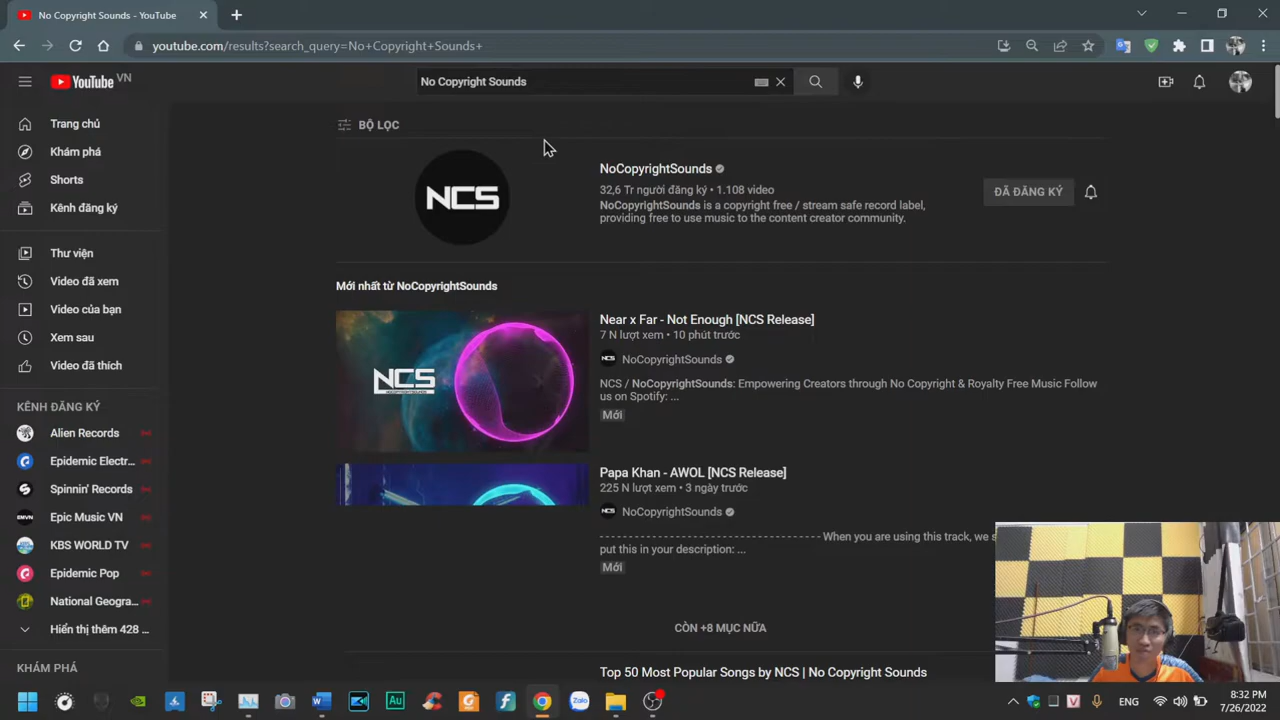 No Copyright Sounds - YouTube
youtube.com/results?search_query=No+Copyright+Sounds+
YouTube VN
No Copyright Sounds
Trang chủ
Khám phá
Shorts
Kênh đăng ký
Thư viện
Video đã xem
Video của bạn
Xem sau
Video đã thích
KÊNH ĐĂNG KÝ
Alien Records
Epidemic Electr...
Spinnin' Records
Epic Music VN
KBS WORLD TV
Epidemic Pop
National Geogra...
Hiển thị thêm 428 ...
KHÁM PHÁ
BỘ LỌC
NCS
NoCopyrightSounds
32,6 Tr người đăng ký • 1.108 video
NoCopyrightSounds is a copyright free / stream safe record label,
providing free to use music to the content creator community.
ĐÃ ĐĂNG KÝ
Mới nhất từ NoCopyrightSounds
NCS
NOCOPYRIGHTSOUNDS
Near x Far - Not Enough [NCS Release]
7 N lượt xem • 10 phút trước
NoCopyrightSounds
NCS / NoCopyrightSounds: Empowering Creators through No Copyright & Royalty Free Music Follow
us on Spotify: ...
Mới
Papa Khan - AWOL [NCS Release]
225 N lượt xem • 3 ngày trước
NoCopyrightSounds
- - - - - - - - - - - - - - - - - - - - - - - - - - - - - - - - - - - - When you are using this track, we s
put this in your description: ...
Mới
CÒN +8 MỤC NỮA
Top 50 Most Popular Songs by NCS | No Copyright Sounds
Au
Zalo
V
ENG
8:32 PM
7/26/2022